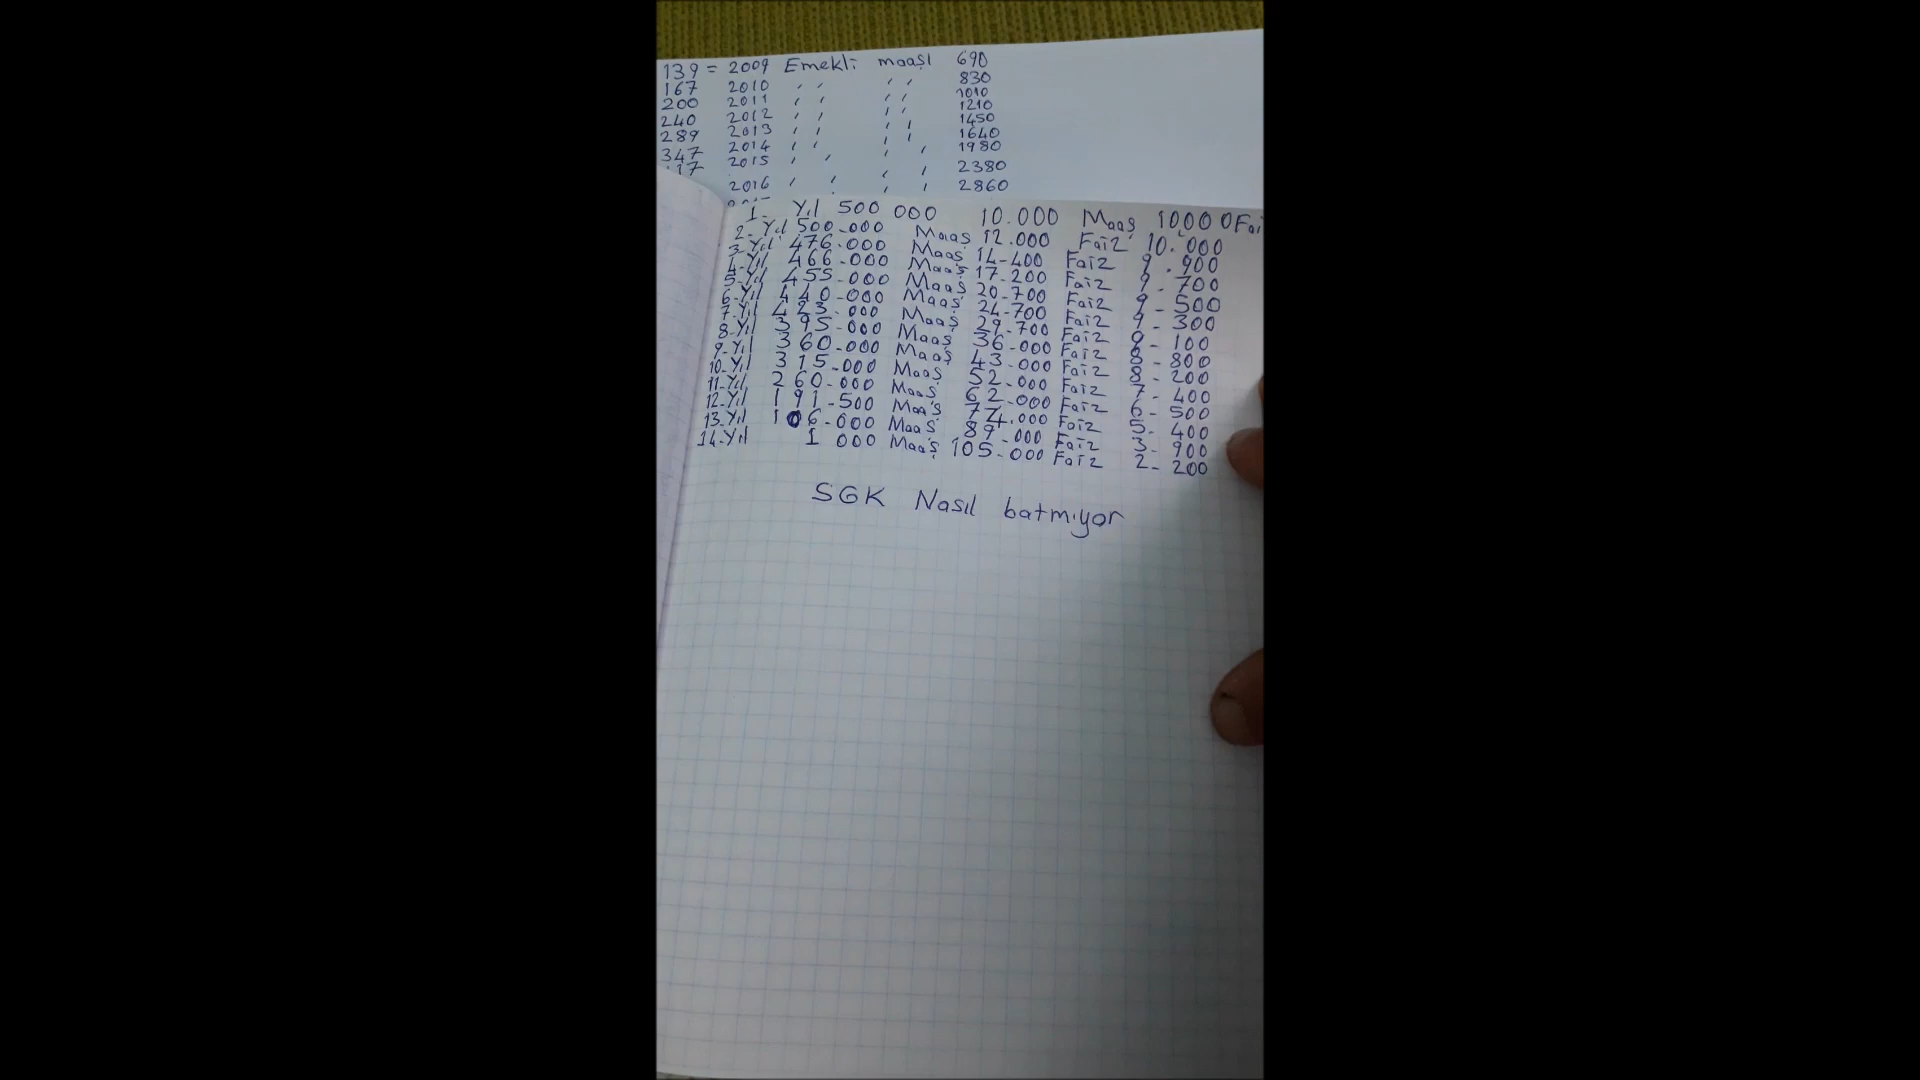 139 = 2009 Emekli maaşı 690
167 2010 ,, ,, 830
200 2011 ,, ,, 1010
240 2012 ,, ,, 1210
289 2013 ,, ,, 1450
347 2014 ,, ,, 1640
2015 ,, ,, 1980
2380
2016 ,, ,, 2860
1- Yıl 500 000 10.000 Maaş 10000 Fai
2-Yıl 500-000 Maaş 12.000 Faiz 10.000
3-Yıl 476-000 Maaş 14-400 Faiz 9.900
4-Yıl 466-000 Maaş 17-200 Faiz 9-700
5-Yıl 455-000 Maaş 20-700 Faiz 9-500
6-Yıl 440-000 Maaş 24-700 Faiz 9-300
7-Yıl 423-000 Maaş 29-700 Faiz 9-100
8-Yıl 395-000 Maaş 36-000 Faiz 8-800
9-Yıl 360-000 Maaş 43-000 Faiz 8-200
10-Yıl 315-000 Maaş 52-000 Faiz 7-400
11-Yıl 260-000 Maaş 62-000 Faiz 6-500
12-Yıl 191-500 Maaş 74.000 Faiz 5-400
13-Yıl 106-000 Maaş 89-000 Faiz 3-900
14-Yıl 1 000 Maaş 105-000 Faiz 2-200
SGK Nasıl batmıyor